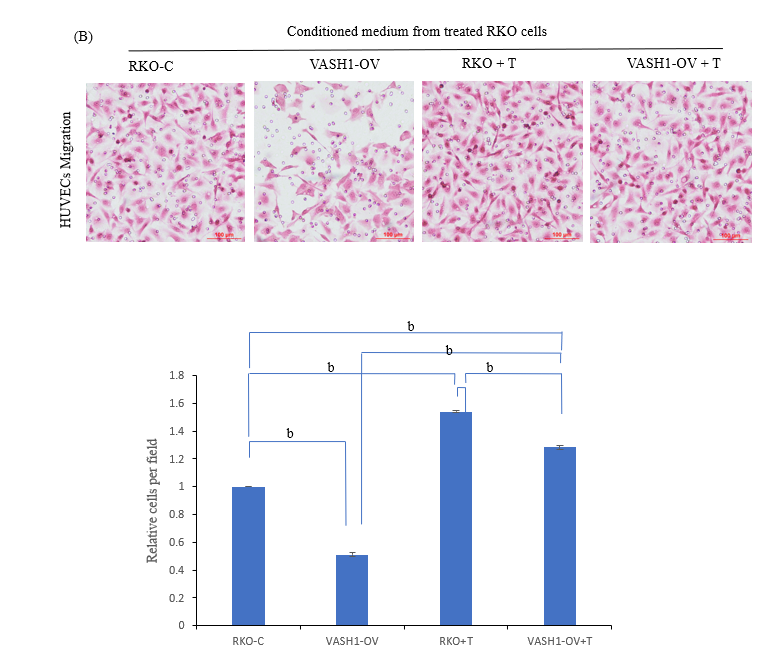 (B)
Conditioned medium from treated RKO cells
RKO-C VASH1-OV RKO + T VASH1-OV + T
HUVECs Migration
100 µm 100 µm 100 µm 100 µm
b
b
b b
b
Relative cells per field
1.8
1.6
1.4
1.2
1
0.8
0.6
0.4
0.2
0
RKO-C VASH1-OV RKO+T VASH1-OV+T